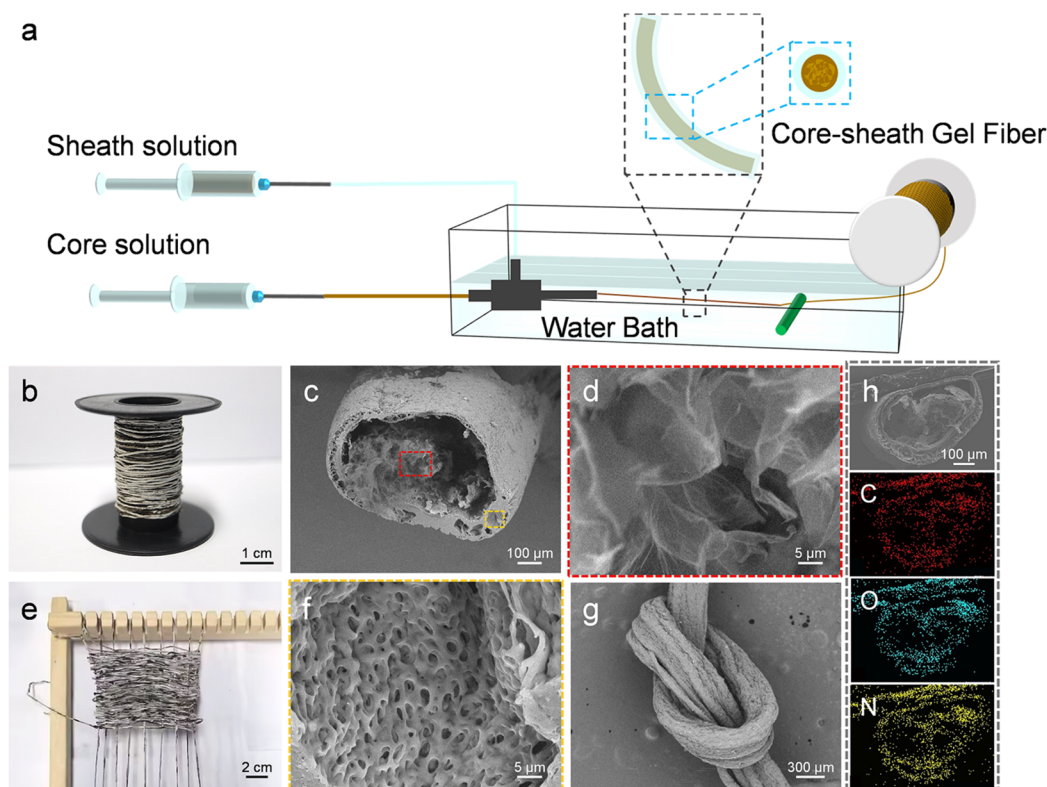 a
Sheath solution
Core-sheath Gel Fiber
Core solution
Water Bath
b
1 cm
c
100 µm
d
5 µm
h
100 µm
C
O
N
e
2 cm
f
5 µm
g
300 µm